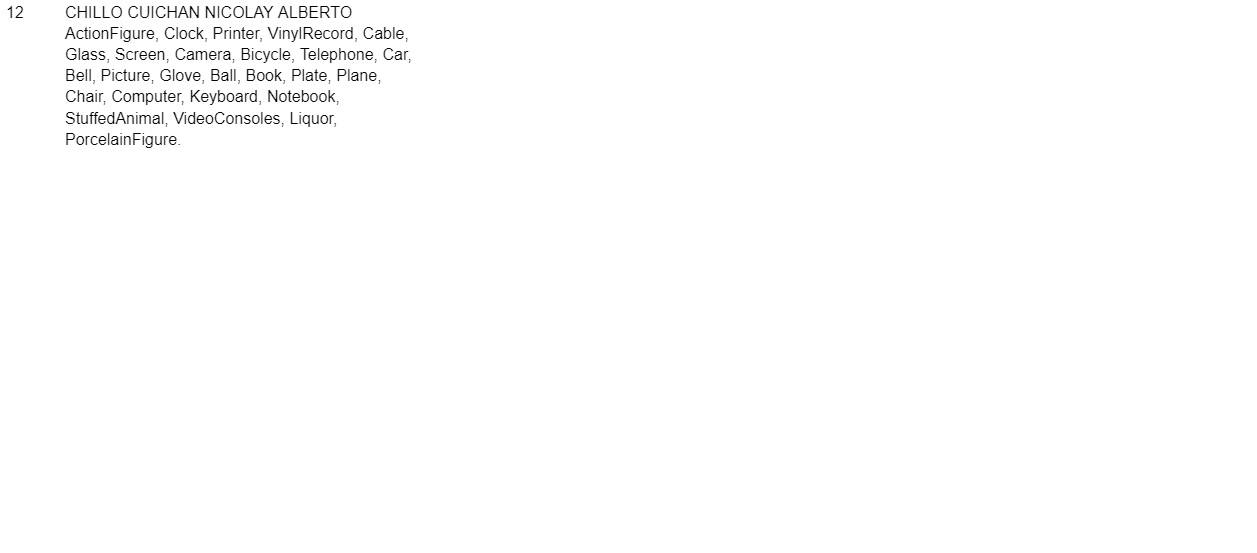 12 CHILLO CUICHAN NICOLAY ALBERTO
ActionFigure, Clock, Printer, VinylRecord, Cable,
Glass, Screen, Camera, Bicycle, Telephone, Car,
Bell, Picture, Glove, Ball, Book, Plate, Plane,
Chair, Computer, Keyboard, Notebook,
StuffedAnimal, VideoConsoles, Liquor,
PorcelainFigure.